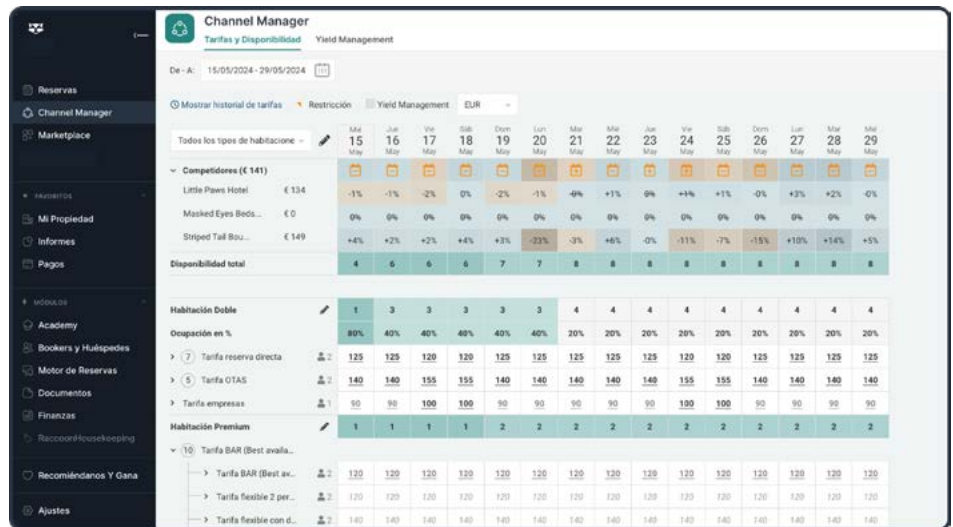 Channel Manager
Tarifas y Disponibilidad Yield Management
De - A: 15/05/2024 - 29/05/2024
Reservas
Channel Manager
Marketplace
FAVORITOS
Mi Propiedad
Informes
Pagos
MÓDULOS
Academy
Bookers y Huéspedes
Motor de Reservas
Documentos
Finanzas
RaccoonHousekeeping
Recomiéndanos Y Gana
Ajustes
Mostrar historial de tarifas Restricción Yield Management EUR
Todos los tipos de habitacione
Mié Jue Vie Sáb Dom Lun Mar Mié Jue Vie Sáb Dom Lun Mar Mié
15 16 17 18 19 20 21 22 23 24 25 26 27 28 29
May May May May May May May May May May May May May May May
Competidores (€ 141)
Little Paws Hotel € 134 -1% -1% -2% 0% -2% -1% -0% +1% 0% +1% +1% -0% +3% +2% -0%
Masked Eyes Beds... € 0 0% 0% 0% 0% 0% 0% 0% 0% 0% 0% 0% 0% 0% 0% 0%
Striped Tail Bou... € 149 +4% +2% +2% +4% +3% -23% -3% +6% -0% -11% -7% -15% +10% +14% +5%
Disponibilidad total 4 6 6 6 7 7 8 8 8 8 8 8 8 8 8
Habitación Doble 1 3 3 3 3 3 4 4 4 4 4 4 4 4 4
Ocupación en % 80% 40% 40% 40% 40% 40% 20% 20% 20% 20% 20% 20% 20% 20% 20%
7 Tarifa reserva directa 2 125 125 120 120 125 125 125 125 125 120 120 125 125 125 125
5 Tarifa OTAS 2 140 140 155 155 140 140 140 140 140 155 155 140 140 140 140
Tarifa empresas 1 90 90 100 100 90 90 90 90 90 100 100 90 90 90 90
Habitación Premium 1 1 1 1 2 2 2 2 2 2 2 2 2 2 2
10 Tarifa BAR (Best availa...
Tarifa BAR (Best av... 2 120 120 120 120 120 120 120 120 120 120 120 120 120 120 120
Tarifa flexible 2 per... 2 120 120 120 120 120 120 120 120 120 120 120 120 120 120 120
Tarifa flexible con d... 2 140 140 140 140 140 140 140 140 140 140 140 140 140 140 140